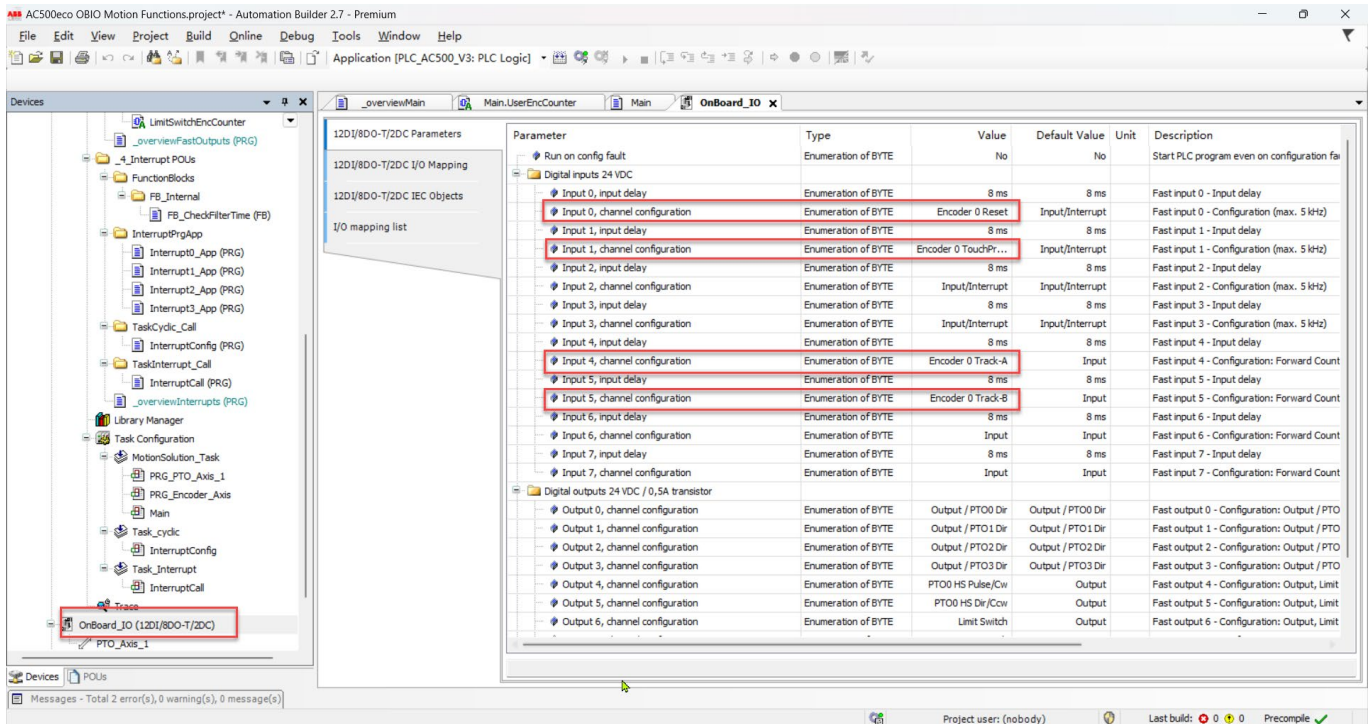 ABB AC500eco OBIO Motion Functions.project* - Automation Builder 2.7 - Premium
File Edit View Project Build Online Debug Tools Window Help
Application [PLC_AC500_V3: PLC Logic]
Devices
LimitSwitchEncCounter
_overviewFastOutputs (PRG)
_4_Interrupt POUs
FunctionBlocks
FB_Internal
FB_CheckFilterTime (FB)
InterruptPrgApp
Interrupt0_App (PRG)
Interrupt1_App (PRG)
Interrupt2_App (PRG)
Interrupt3_App (PRG)
TaskCyclic_Call
InterruptConfig (PRG)
TaskInterrupt_Call
InterruptCall (PRG)
_overviewInterrupts (PRG)
Library Manager
Task Configuration
MotionSolution_Task
PRG_PTO_Axis_1
PRG_Encoder_Axis
Main
Task_cyclic
InterruptConfig
Task_Interrupt
InterruptCall
Trace
OnBoard_IO (12DI/8DO-T/2DC)
PTO_Axis_1
Devices POUs
_overviewMain Main.UserEncCounter Main OnBoard_IO
12DI/8DO-T/2DC Parameters
12DI/8DO-T/2DC I/O Mapping
12DI/8DO-T/2DC IEC Objects
I/O mapping list
Parameter Type Value Default Value Unit Description
Run on config fault Enumeration of BYTE No No Start PLC program even on configuration fau
Digital inputs 24 VDC
Input 0, input delay Enumeration of BYTE 8 ms 8 ms Fast input 0 - Input delay
Input 0, channel configuration Enumeration of BYTE Encoder 0 Reset Input/Interrupt Fast input 0 - Configuration (max. 5 kHz)
Input 1, input delay Enumeration of BYTE 8 ms 8 ms Fast input 1 - Input delay
Input 1, channel configuration Enumeration of BYTE Encoder 0 TouchPr... Input/Interrupt Fast input 1 - Configuration (max. 5 kHz)
Input 2, input delay Enumeration of BYTE 8 ms 8 ms Fast input 2 - Input delay
Input 2, channel configuration Enumeration of BYTE Input/Interrupt Input/Interrupt Fast input 2 - Configuration (max. 5 kHz)
Input 3, input delay Enumeration of BYTE 8 ms 8 ms Fast input 3 - Input delay
Input 3, channel configuration Enumeration of BYTE Input/Interrupt Input/Interrupt Fast input 3 - Configuration (max. 5 kHz)
Input 4, input delay Enumeration of BYTE 8 ms 8 ms Fast input 4 - Input delay
Input 4, channel configuration Enumeration of BYTE Encoder 0 Track-A Input Fast input 4 - Configuration: Forward Count
Input 5, input delay Enumeration of BYTE 8 ms 8 ms Fast input 5 - Input delay
Input 5, channel configuration Enumeration of BYTE Encoder 0 Track-B Input Fast input 5 - Configuration: Forward Count
Input 6, input delay Enumeration of BYTE 8 ms 8 ms Fast input 6 - Input delay
Input 6, channel configuration Enumeration of BYTE Input Input Fast input 6 - Configuration: Forward Count
Input 7, input delay Enumeration of BYTE 8 ms 8 ms Fast input 7 - Input delay
Input 7, channel configuration Enumeration of BYTE Input Input Fast input 7 - Configuration: Forward Count
Digital outputs 24 VDC / 0,5A transistor
Output 0, channel configuration Enumeration of BYTE Output / PTO0 Dir Output / PTO0 Dir Fast output 0 - Configuration: Output / PTO
Output 1, channel configuration Enumeration of BYTE Output / PTO1 Dir Output / PTO1 Dir Fast output 1 - Configuration: Output / PTO
Output 2, channel configuration Enumeration of BYTE Output / PTO2 Dir Output / PTO2 Dir Fast output 2 - Configuration: Output / PTO
Output 3, channel configuration Enumeration of BYTE Output / PTO3 Dir Output / PTO3 Dir Fast output 3 - Configuration: Output / PTO
Output 4, channel configuration Enumeration of BYTE PTO0 HS Pulse/Cw Output Fast output 4 - Configuration: Output, Limit
Output 5, channel configuration Enumeration of BYTE PTO0 HS Dir/Ccw Output Fast output 5 - Configuration: Output, Limit
Output 6, channel configuration Enumeration of BYTE Limit Switch Output Fast output 6 - Configuration: Output, Limit
Messages - Total 2 error(s), 0 warning(s), 0 message(s)
Project user: (nobody) Last build: 0 0 Precompile